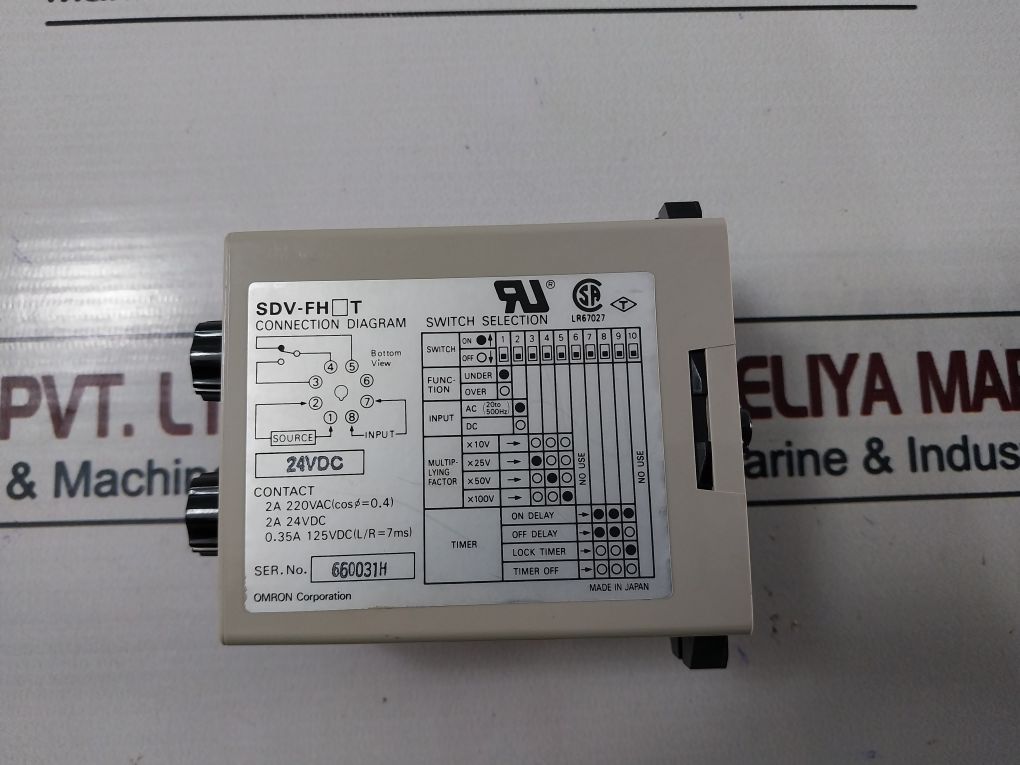 SDV-FH□T
CONNECTION DIAGRAM
Bottom
View
④ ⑤
③ ⑥
② ⑦
① ⑧
SOURCE
INPUT
24VDC
CONTACT
2A 220VAC(cosφ=0.4)
2A 24VDC
0.35A 125VDC(L/R=7ms)
SER.No. 660031H
OMRON Corporation
RU ®
SA
LR67027
T
SWITCH SELECTION
SWITCH ON ● OFF ○ 1 2 3 4 5 6 7 8 9 10
FUNC-
TION
UNDER ●
OVER ○
INPUT
AC (20to 500Hz) ●
DC ○
MULTIP-
LYING
FACTOR
×10V → ○○○
×25V → ●○○
×50V → ○●○
×100V → ○○●
NO USE
NO USE
TIMER
ON DELAY → ●●●
OFF DELAY → ●●○
LOCK TIMER → ○○●
TIMER OFF → ○○○
MADE IN JAPAN
PVT. LT
& Machin
ELIYA MAR
arine & Indus